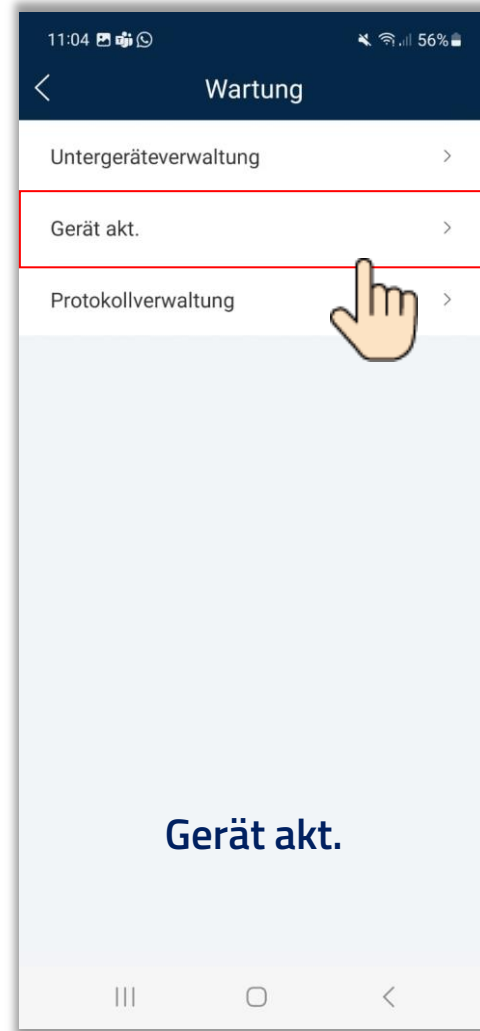 11:04 56%
Wartung
Untergeräteverwaltung
Gerät akt.
Protokollverwaltung
Gerät akt.